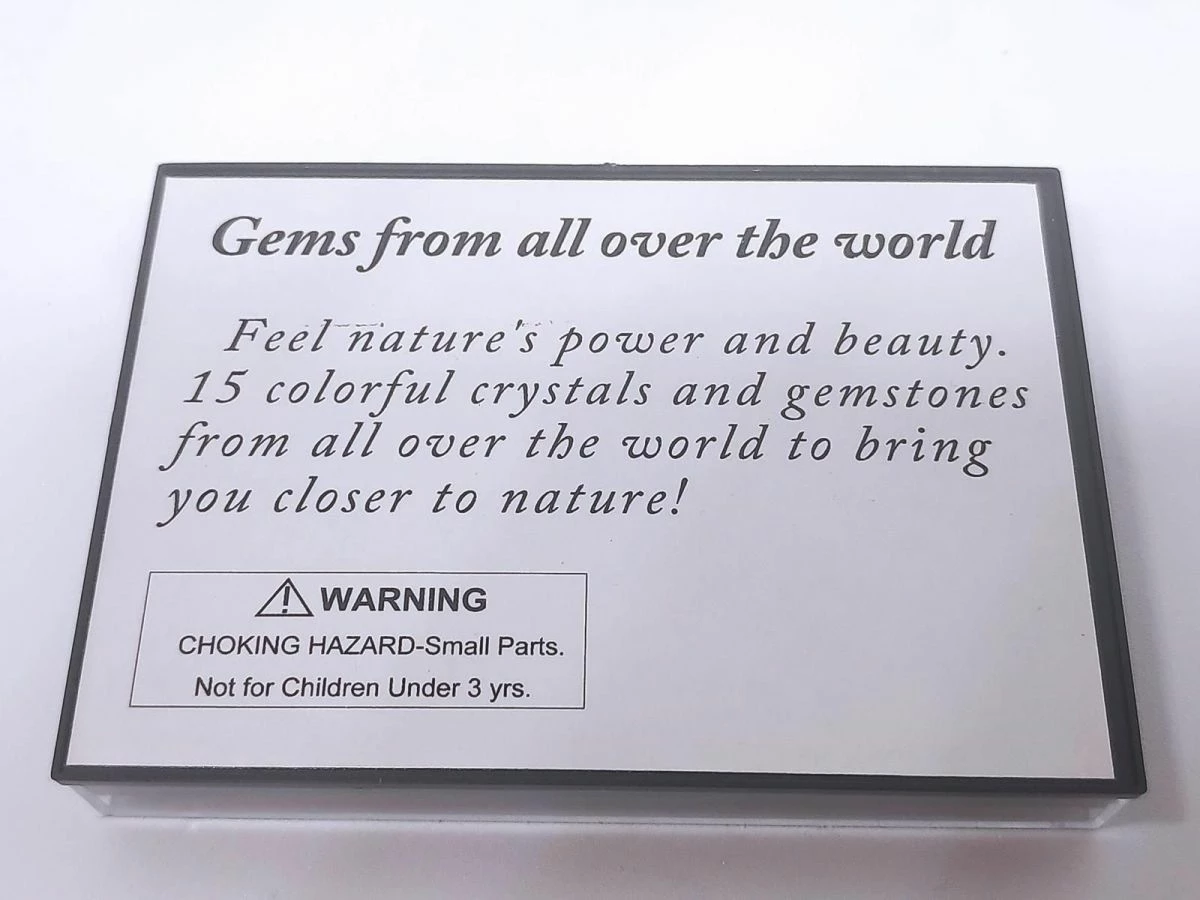 Gems from all over the world
Feel nature's power and beauty.
15 colorful crystals and gemstones
from all over the world to bring
you closer to nature!
⚠ WARNING
CHOKING HAZARD-Small Parts.
Not for Children Under 3 yrs.